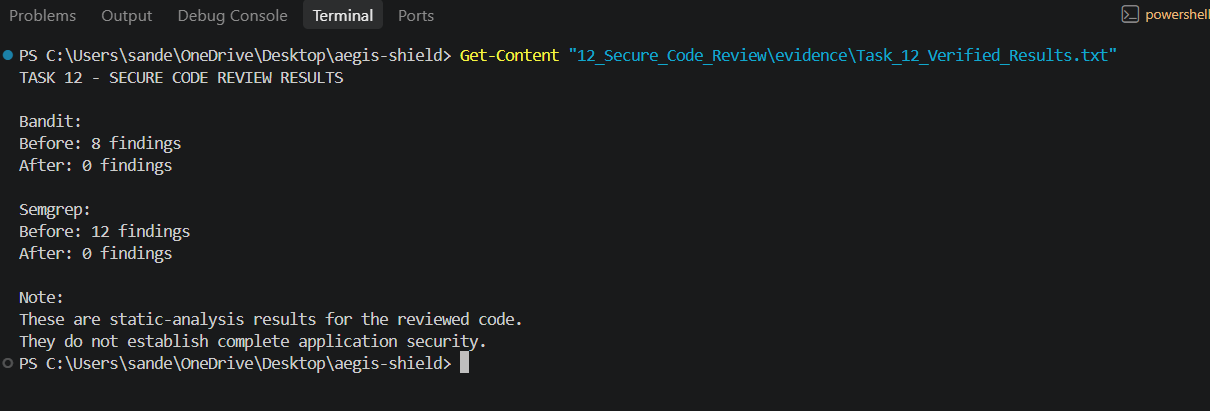 Problems Output Debug Console Terminal Ports powershell
PS C:\Users\sande\OneDrive\Desktop\aegis-shield> Get-Content "12_Secure_Code_Review\evidence\Task_12_Verified_Results.txt"
TASK 12 - SECURE CODE REVIEW RESULTS
Bandit:
Before: 8 findings
After: 0 findings
Semgrep:
Before: 12 findings
After: 0 findings
Note:
These are static-analysis results for the reviewed code.
They do not establish complete application security.
PS C:\Users\sande\OneDrive\Desktop\aegis-shield>